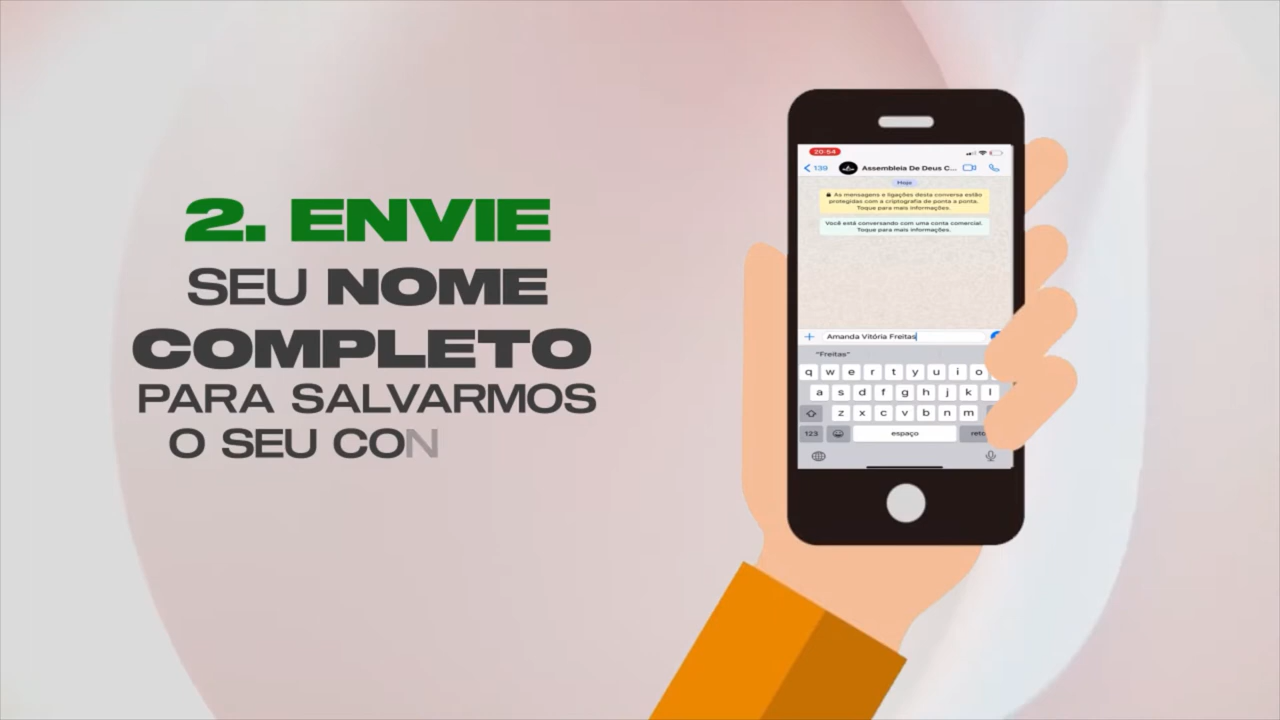 2. ENVIE
SEU NOME
COMPLETO
PARA SALVARMOS
O SEU CON
20:54
139
Assembleia De Deus C...
Hoje
As mensagens e ligações desta conversa estão
protegidas com a criptografia de ponta a ponta.
Toque para mais informações.
Você está conversando com uma conta comercial.
Toque para mais informações.
Amanda Vitória Freitas
"Freitas"
q w e r t y u i o
a s d f g h j k l
z x c v b n m
123 espaço reto